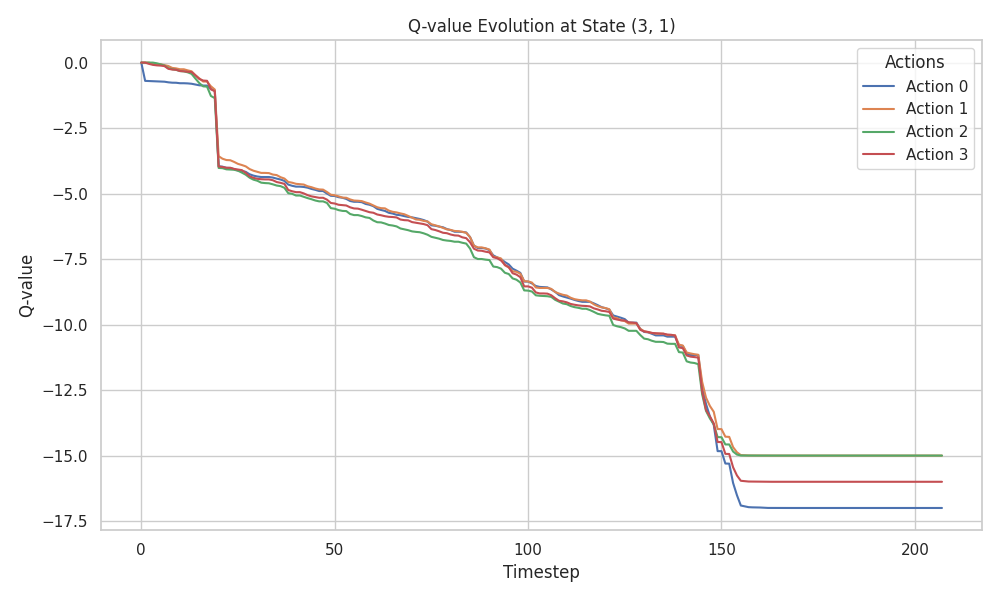 Q-value Evolution at State (3, 1)
Actions
Action 0
Action 1
Action 2
Action 3
Q-value
0.0
−2.5
−5.0
−7.5
−10.0
−12.5
−15.0
−17.5
0
50
100
150
200
Timestep